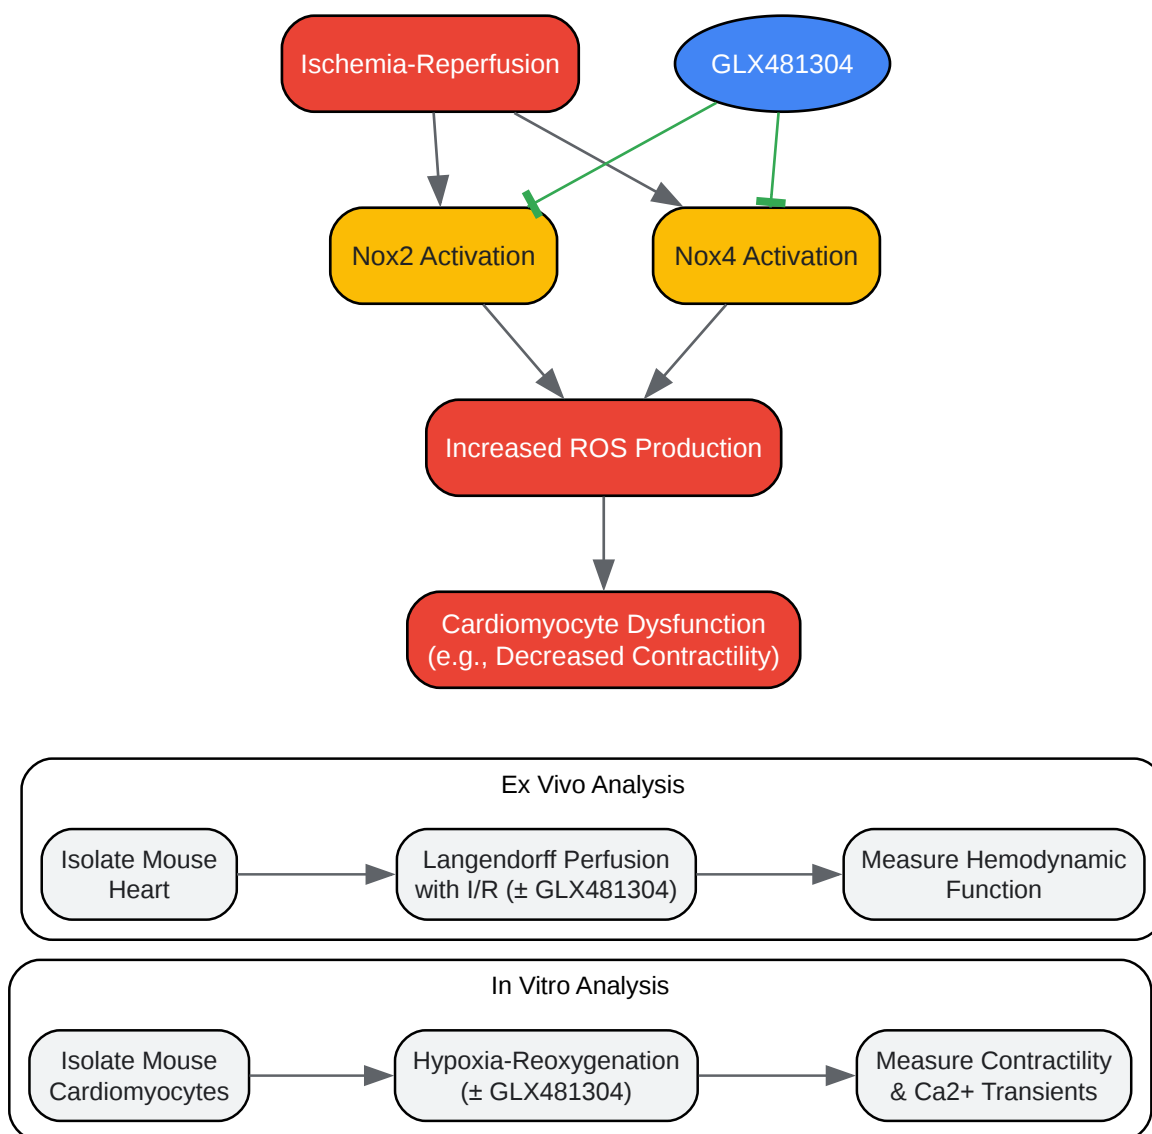 Ischemia-Reperfusion
GLX481304
Nox2 Activation
Nox4 Activation
Increased ROS Production
Cardiomyocyte Dysfunction
(e.g., Decreased Contractility)
Ex Vivo Analysis
Isolate Mouse
Heart
Langendorff Perfusion
with I/R (± GLX481304)
Measure Hemodynamic
Function
In Vitro Analysis
Isolate Mouse
Cardiomyocytes
Hypoxia-Reoxygenation
(± GLX481304)
Measure Contractility
& Ca2+ Transients